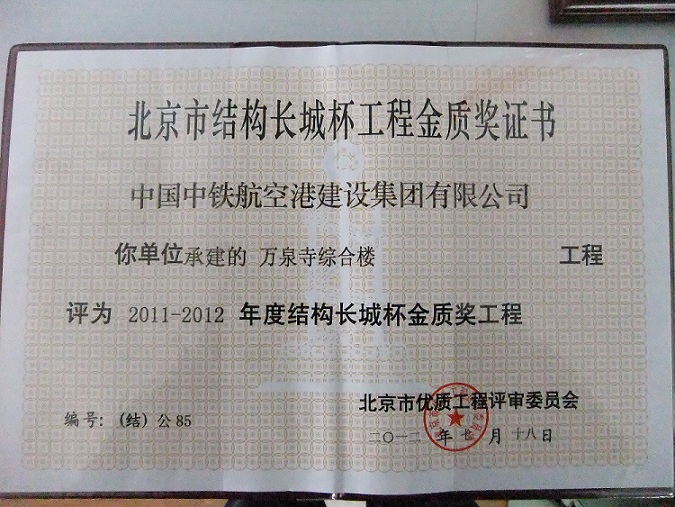 北京市结构长城杯工程金质奖证书
中国中铁航空港建设集团有限公司
你单位承建的 万泉寺综合楼 工程
评为 2011-2012 年度结构长城杯金质奖工程
北京市优质工程评审委员会
编号: (结) 公 85
二〇一二 年 七 月 十八 日